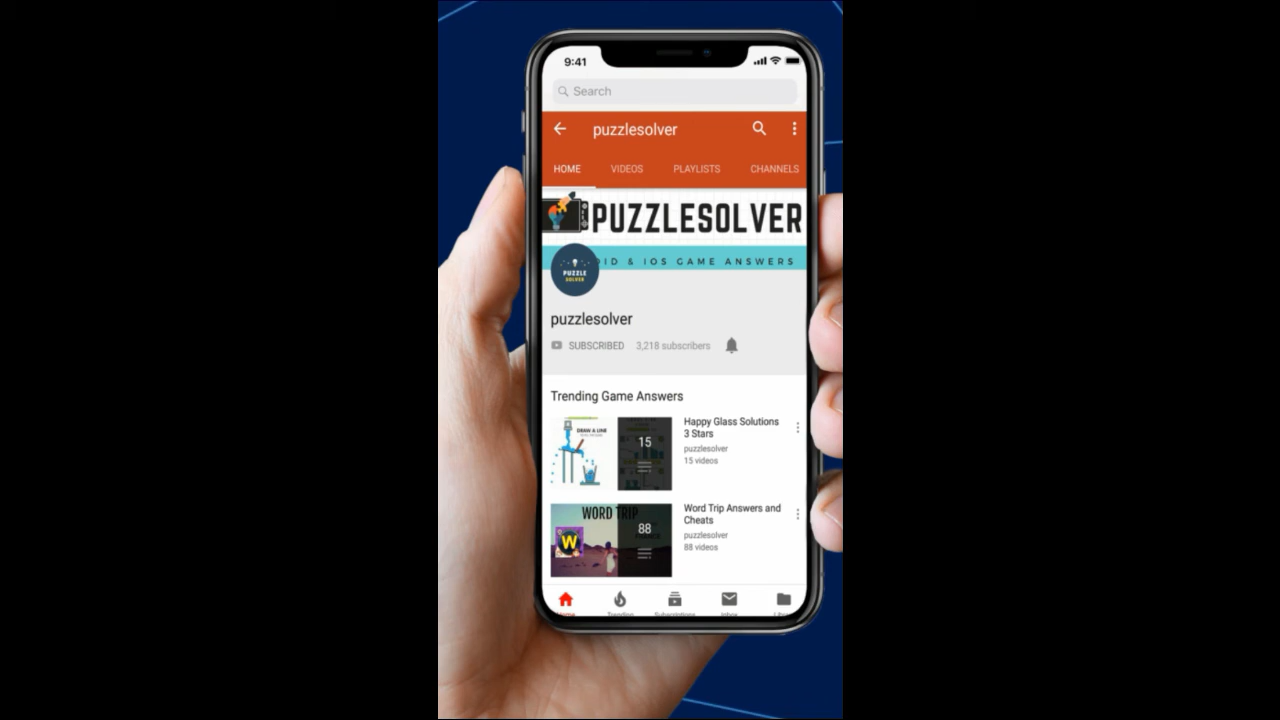 9:41
Search
puzzlesolver
HOME VIDEOS PLAYLISTS CHANNELS
PUZZLESOLVER
PUZZLE
SOLVER
& IOS GAME ANSWERS
puzzlesolver
SUBSCRIBED 3,218 subscribers
Trending Game Answers
DRAW A LINE
15
Happy Glass Solutions
3 Stars
puzzlesolver
15 videos
WORD TRIP
W
88
Word Trip Answers and
Cheats
puzzlesolver
88 videos